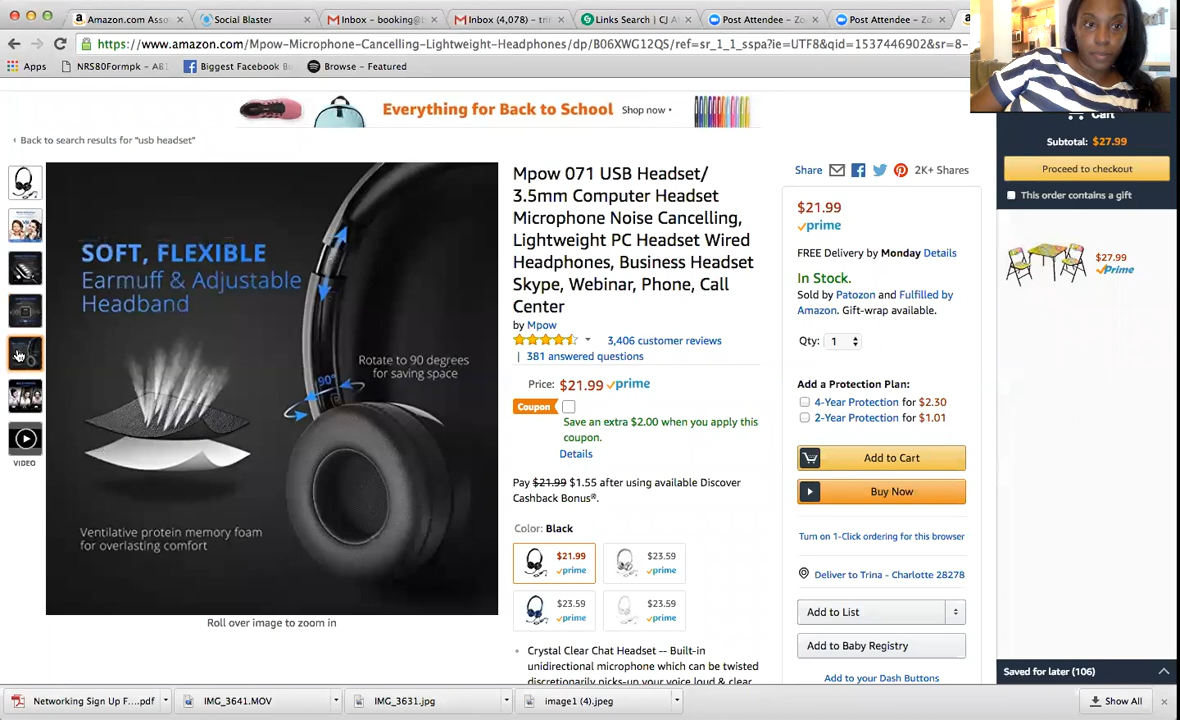 Amazon.com Asso
Social Blaster
Inbox - booking@b
Inbox (4,078) - tri
Links Search | CJ A
Post Attendee - Zo
Post Attendee - Zo
https://www.amazon.com/Mpow-Microphone-Cancelling-Lightweight-Headphones/dp/B06XWG12QS/ref=sr_1_1_sspa?ie=UTF8&qid=1537446902&sr=8-
Apps
NRS80Formpk - AB
Biggest Facebook Bu
Browse - Featured
Everything for Back to School
Shop now
‹ Back to search results for "usb headset"
Cart
Subtotal: $27.99
Proceed to checkout
This order contains a gift
$27.99
Prime
VIDEO
SOFT, FLEXIBLE
Earmuff & Adjustable
Headband
Rotate to 90 degrees
for saving space
90°
Ventilative protein memory foam
for overlasting comfort
Roll over image to zoom in
Mpow 071 USB Headset/
3.5mm Computer Headset
Microphone Noise Cancelling,
Lightweight PC Headset Wired
Headphones, Business Headset
Skype, Webinar, Phone, Call
Center
by Mpow
3,406 customer reviews
| 381 answered questions
Price: $21.99 prime
Coupon
Save an extra $2.00 when you apply this
coupon.
Details
Pay $21.99 $1.55 after using available Discover
Cashback Bonus®.
Color: Black
$21.99
prime
$23.59
prime
$23.59
prime
$23.59
prime
Crystal Clear Chat Headset -- Built-in
unidirectional microphone which can be twisted
discretionarily picks-up your voice loud & clear
Share
2K+ Shares
$21.99
prime
FREE Delivery by Monday Details
In Stock.
Sold by Patozon and Fulfilled by
Amazon. Gift-wrap available.
Qty: 1
Add a Protection Plan:
4-Year Protection for $2.30
2-Year Protection for $1.01
Add to Cart
Buy Now
Turn on 1-Click ordering for this browser
Deliver to Trina - Charlotte 28278
Add to List
Add to Baby Registry
Add to your Dash Buttons
Saved for later (106)
Networking Sign Up F....pdf
IMG_3641.MOV
IMG_3631.jpg
image1 (4).jpeg
Show All